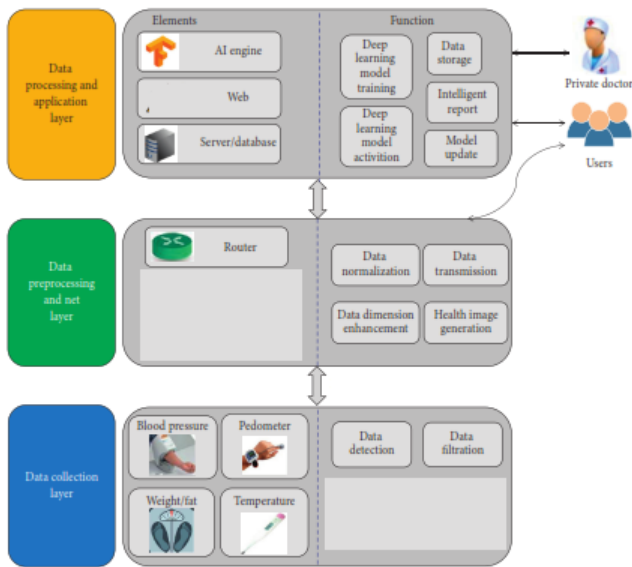 Elements
Function
Data
processing and
application
layer
AI engine
Web
Server/database
Deep
learning
model
training
Data
storage
Intelligent
report
Deep
learning
model
activition
Model
update
Private doctor
Users
Data
preprocessing
and net
layer
Router
Data
normalization
Data
transmission
Data dimension
enhancement
Health image
generation
Data collection
layer
Blood pressure
Pedometer
Weight/fat
Temperature
Data
detection
Data
filtration